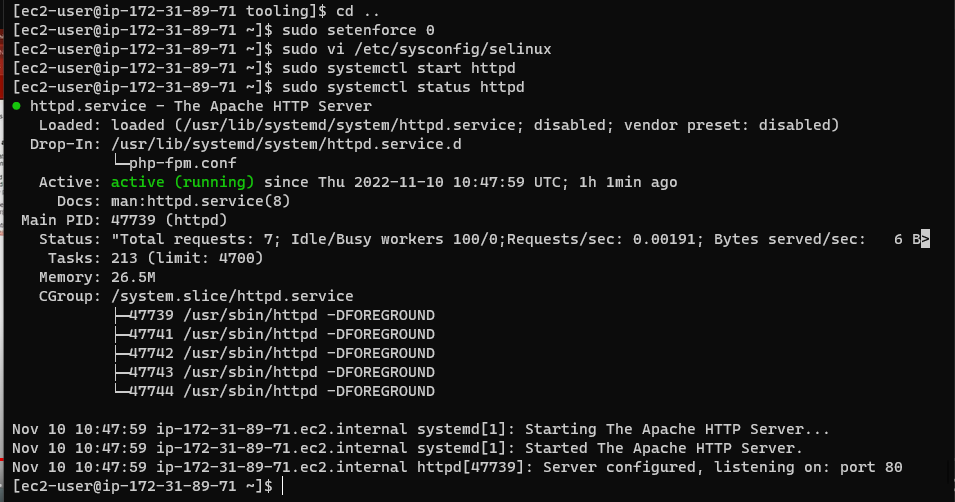 [ec2-user@ip-172-31-89-71 tooling]$ cd ..
[ec2-user@ip-172-31-89-71 ~]$ sudo setenforce 0
[ec2-user@ip-172-31-89-71 ~]$ sudo vi /etc/sysconfig/selinux
[ec2-user@ip-172-31-89-71 ~]$ sudo systemctl start httpd
[ec2-user@ip-172-31-89-71 ~]$ sudo systemctl status httpd
● httpd.service - The Apache HTTP Server
   Loaded: loaded (/usr/lib/systemd/system/httpd.service; disabled; vendor preset: disabled)
  Drop-In: /usr/lib/systemd/system/httpd.service.d
           └─php-fpm.conf
   Active: active (running) since Thu 2022-11-10 10:47:59 UTC; 1h 1min ago
     Docs: man:httpd.service(8)
 Main PID: 47739 (httpd)
   Status: "Total requests: 7; Idle/Busy workers 100/0;Requests/sec: 0.00191; Bytes served/sec:   6 B>
    Tasks: 213 (limit: 4700)
   Memory: 26.5M
   CGroup: /system.slice/httpd.service
           ├─47739 /usr/sbin/httpd -DFOREGROUND
           ├─47741 /usr/sbin/httpd -DFOREGROUND
           ├─47742 /usr/sbin/httpd -DFOREGROUND
           ├─47743 /usr/sbin/httpd -DFOREGROUND
           └─47744 /usr/sbin/httpd -DFOREGROUND

Nov 10 10:47:59 ip-172-31-89-71.ec2.internal systemd[1]: Starting The Apache HTTP Server...
Nov 10 10:47:59 ip-172-31-89-71.ec2.internal systemd[1]: Started The Apache HTTP Server.
Nov 10 10:47:59 ip-172-31-89-71.ec2.internal httpd[47739]: Server configured, listening on: port 80
[ec2-user@ip-172-31-89-71 ~]$